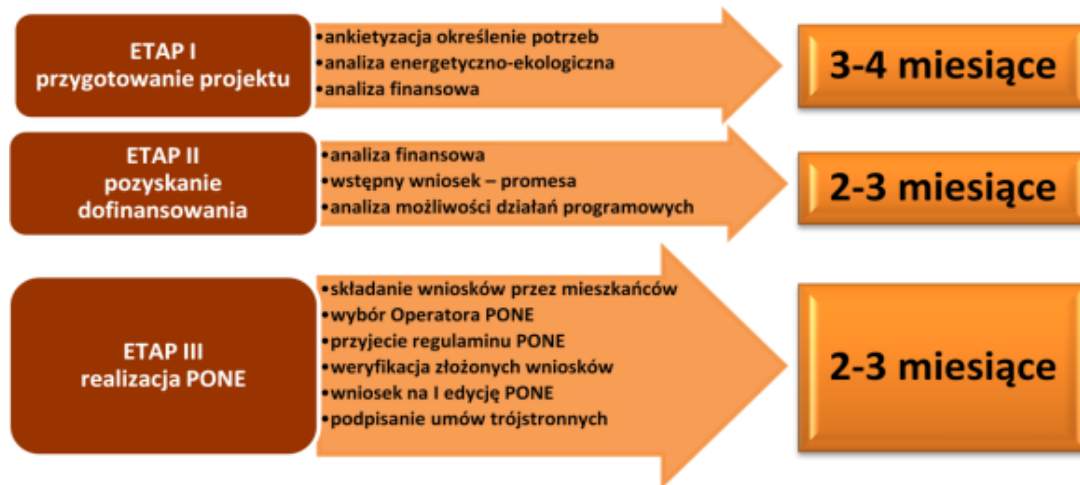 ETAP I
przygotowanie projektu
•ankietyzacja określenie potrzeb
•analiza energetyczno-ekologiczna
•analiza finansowa
3-4 miesiące
ETAP II
pozyskanie
dofinansowania
•analiza finansowa
•wstępny wniosek – promesa
•analiza możliwości działań programowych
2-3 miesiące
ETAP III
realizacja PONE
•składanie wniosków przez mieszkańców
•wybór Operatora PONE
•przyjecie regulaminu PONE
•weryfikacja złożonych wniosków
•wniosek na I edycję PONE
•podpisanie umów trójstronnych
2-3 miesiące